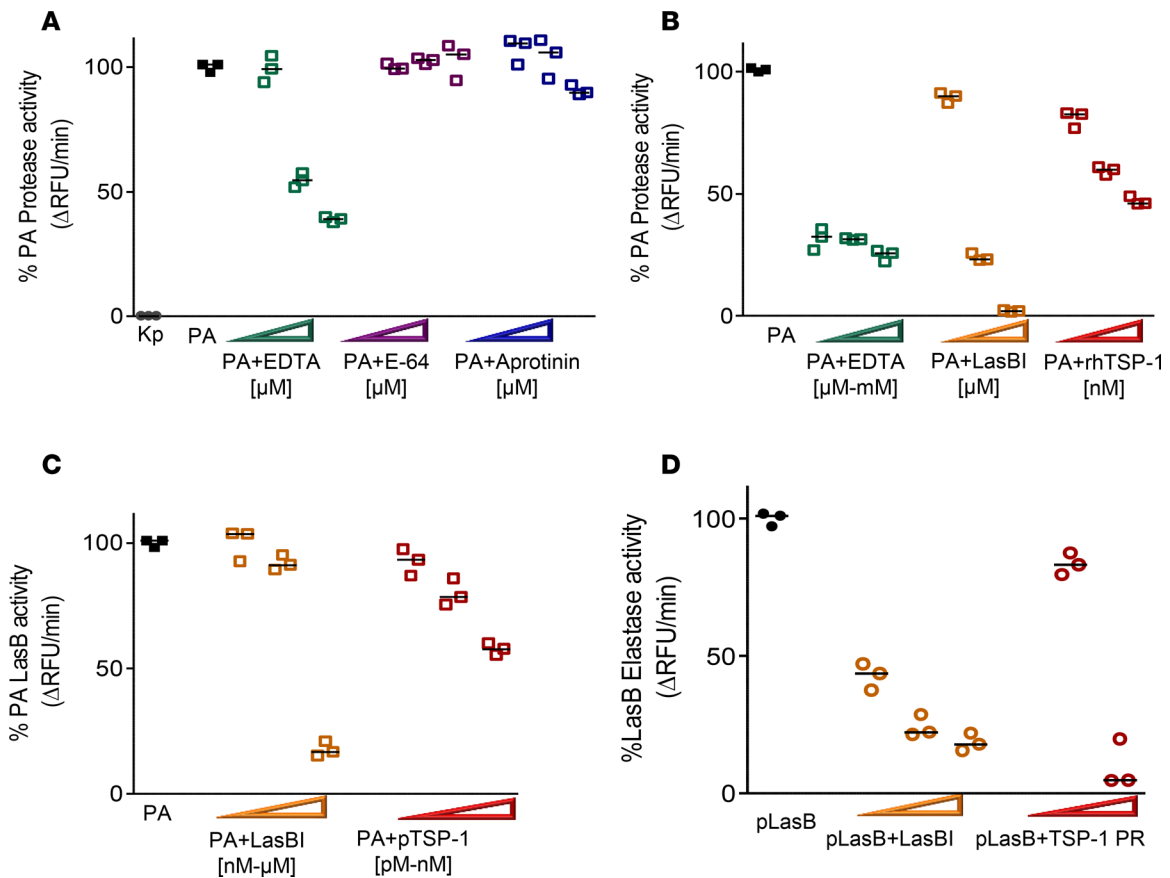 A
% PA Protease activity
(ΔRFU/min)
100
50
0
Kp
PA
PA+EDTA
[µM]
PA+E-64
[µM]
PA+Aprotinin
[µM]
B
% PA Protease activity
(ΔRFU/min)
100
50
0
PA
PA+EDTA
[µM-mM]
PA+LasBI
[µM]
PA+rhTSP-1
[nM]
C
% PA LasB activity
(ΔRFU/min)
100
50
0
PA
PA+LasBI
[nM-µM]
PA+pTSP-1
[pM-nM]
D
%LasB Elastase activity
(ΔRFU/min)
100
50
0
pLasB
pLasB+LasBI
pLasB+TSP-1 PR